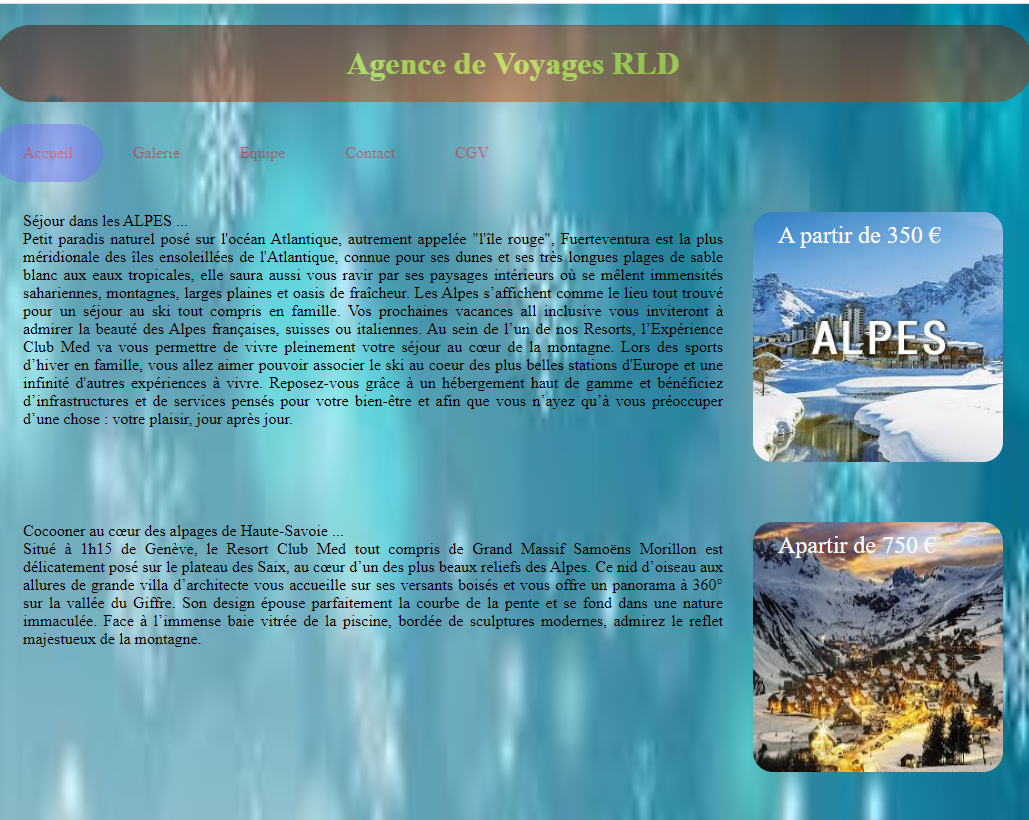 Agence de Voyages RLD
Accueil Galerie Equipe Contact CGV
Séjour dans les ALPES ...
Petit paradis naturel posé sur l'océan Atlantique, autrement appelée "l'île rouge", Fuerteventura est la plus
méridionale des îles ensoleillées de l'Atlantique, connue pour ses dunes et ses très longues plages de sable
blanc aux eaux tropicales, elle saura aussi vous ravir par ses paysages intérieurs où se mêlent immensités
sahariennes, montagnes, larges plaines et oasis de fraîcheur. Les Alpes s’affichent comme le lieu tout trouvé
pour un séjour au ski tout compris en famille. Vos prochaines vacances all inclusive vous inviteront à
admirer la beauté des Alpes françaises, suisses ou italiennes. Au sein de l’un de nos Resorts, l’Expérience
Club Med va vous permettre de vivre pleinement votre séjour au cœur de la montagne. Lors des sports
d’hiver en famille, vous allez aimer pouvoir associer le ski au coeur des plus belles stations d'Europe et une
infinité d'autres expériences à vivre. Reposez-vous grâce à un hébergement haut de gamme et bénéficiez
d’infrastructures et de services pensés pour votre bien-être et afin que vous n’ayez qu’à vous préoccuper
d’une chose : votre plaisir, jour après jour.
A partir de 350 €
ALPES
Cocooner au cœur des alpages de Haute-Savoie ...
Situé à 1h15 de Genève, le Resort Club Med tout compris de Grand Massif Samoëns Morillon est
délicatement posé sur le plateau des Saix, au cœur d’un des plus beaux reliefs des Alpes. Ce nid d’oiseau aux
allures de grande villa d’architecte vous accueille sur ses versants boisés et vous offre un panorama à 360°
sur la vallée du Giffre. Son design épouse parfaitement la courbe de la pente et se fond dans une nature
immaculée. Face à l’immense baie vitrée de la piscine, bordée de sculptures modernes, admirez le reflet
majestueux de la montagne.
Apartir de 750 €